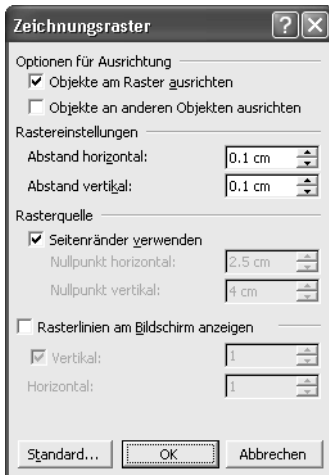 Zeichnungsraster
Optionen für Ausrichtung
Objekte am Raster ausrichten
Objekte an anderen Objekten ausrichten
Rastereinstellungen
Abstand horizontal: 0.1 cm
Abstand vertikal: 0.1 cm
Rasterquelle
Seitenränder verwenden
Nullpunkt horizontal: 2.5 cm
Nullpunkt vertikal: 4 cm
Rasterlinien am Bildschirm anzeigen
Vertikal: 1
Horizontal: 1
Standard... OK Abbrechen